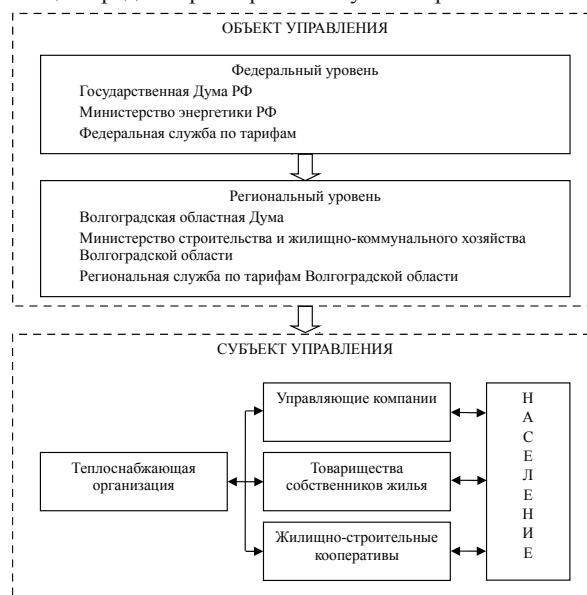 ОБЪЕКТ УПРАВЛЕНИЯ
Федеральный уровень
Государственная Дума РФ
Министерство энергетики РФ
Федеральная служба по тарифам
Региональный уровень
Волгоградская областная Дума
Министерство строительства и жилищно-коммунального хозяйства
Волгоградской области
Региональная служба по тарифам Волгоградской области
СУБЪЕКТ УПРАВЛЕНИЯ
Теплоснабжающая
организация
Управляющие компании
Товарищества
собственников жилья
Жилищно-строительные
кооперативы
НАСЕЛЕНИЕ